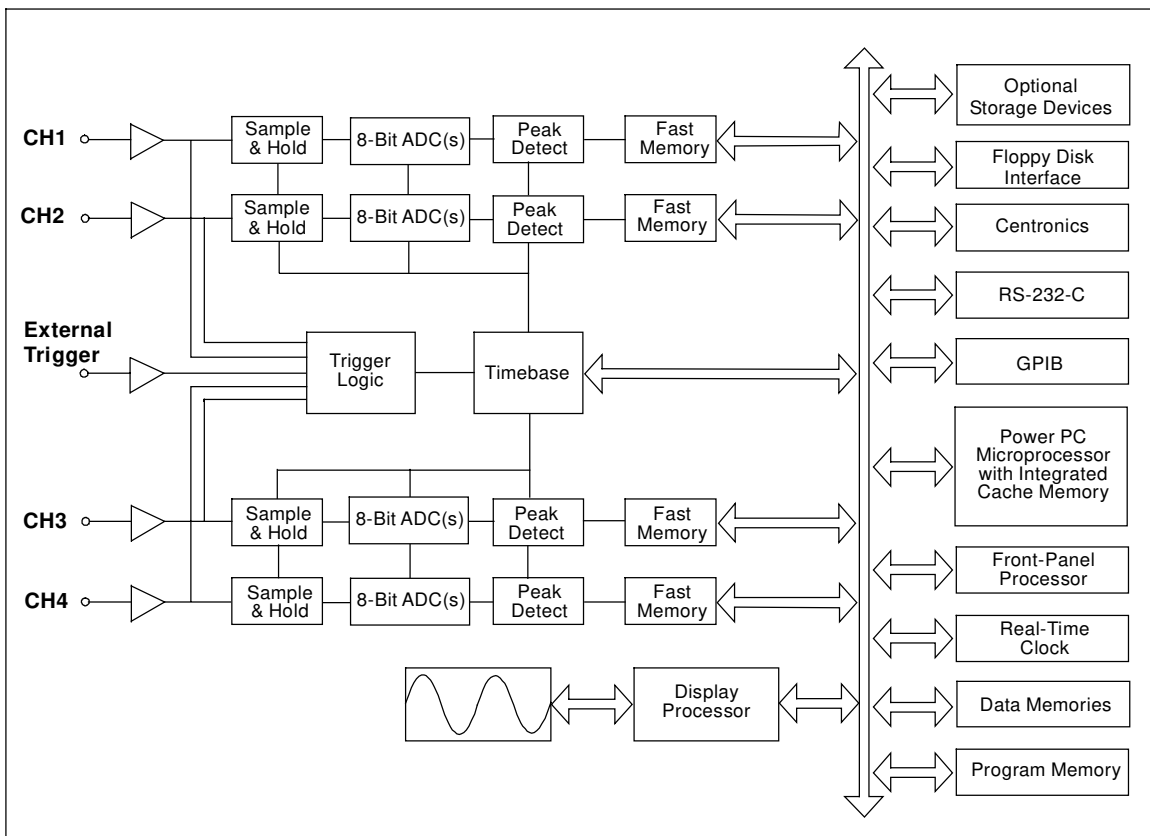 CH1
Sample
& Hold
8-Bit ADC(s)
Peak
Detect
Fast
Memory
CH2
Sample
& Hold
8-Bit ADC(s)
Peak
Detect
Fast
Memory
External
Trigger
Trigger
Logic
Timebase
CH3
Sample
& Hold
8-Bit ADC(s)
Peak
Detect
Fast
Memory
CH4
Sample
& Hold
8-Bit ADC(s)
Peak
Detect
Fast
Memory
Display
Processor
Optional
Storage Devices
Floppy Disk
Interface
Centronics
RS-232-C
GPIB
Power PC
Microprocessor
with Integrated
Cache Memory
Front-Panel
Processor
Real-Time
Clock
Data Memories
Program Memory